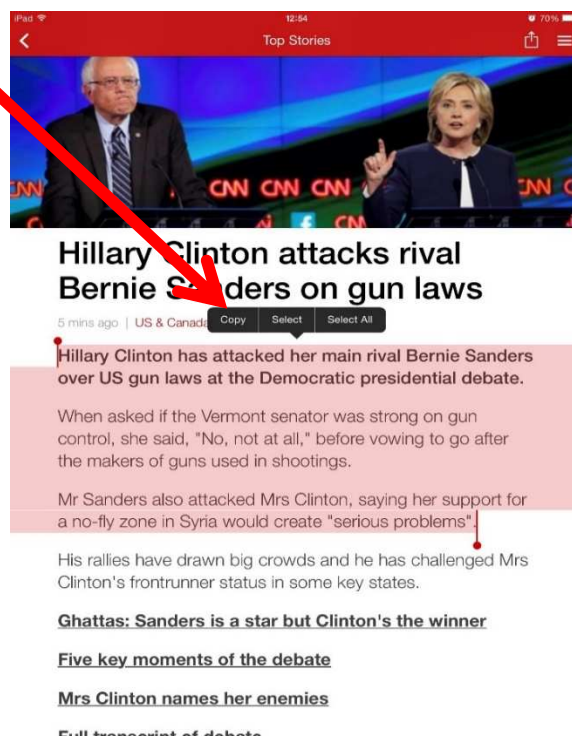 iPad 12:54 70%
Top Stories
CNN CNN CNN CNN
Hillary Clinton attacks rival
Bernie Sanders on gun laws
5 mins ago | US & Canada
Copy Select Select All
Hillary Clinton has attacked her main rival Bernie Sanders
over US gun laws at the Democratic presidential debate.
When asked if the Vermont senator was strong on gun
control, she said, "No, not at all," before vowing to go after
the makers of guns used in shootings.
Mr Sanders also attacked Mrs Clinton, saying her support for
a no-fly zone in Syria would create "serious problems".
His rallies have drawn big crowds and he has challenged Mrs
Clinton's frontrunner status in some key states.
Ghattas: Sanders is a star but Clinton's the winner
Five key moments of the debate
Mrs Clinton names her enemies
Full transcript of debate